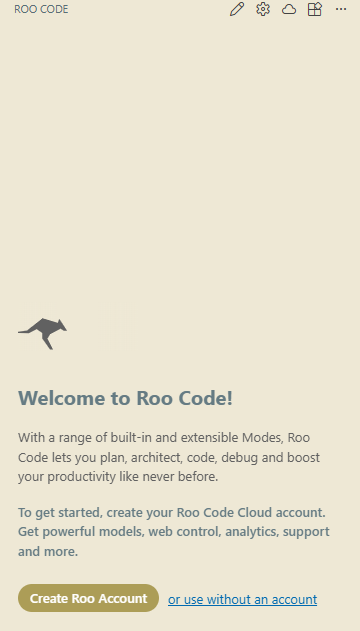 ROO CODE
Welcome to Roo Code!
With a range of built-in and extensible Modes, Roo
Code lets you plan, architect, code, debug and boost
your productivity like never before.
To get started, create your Roo Code Cloud account.
Get powerful models, web control, analytics, support
and more.
Create Roo Account or use without an account